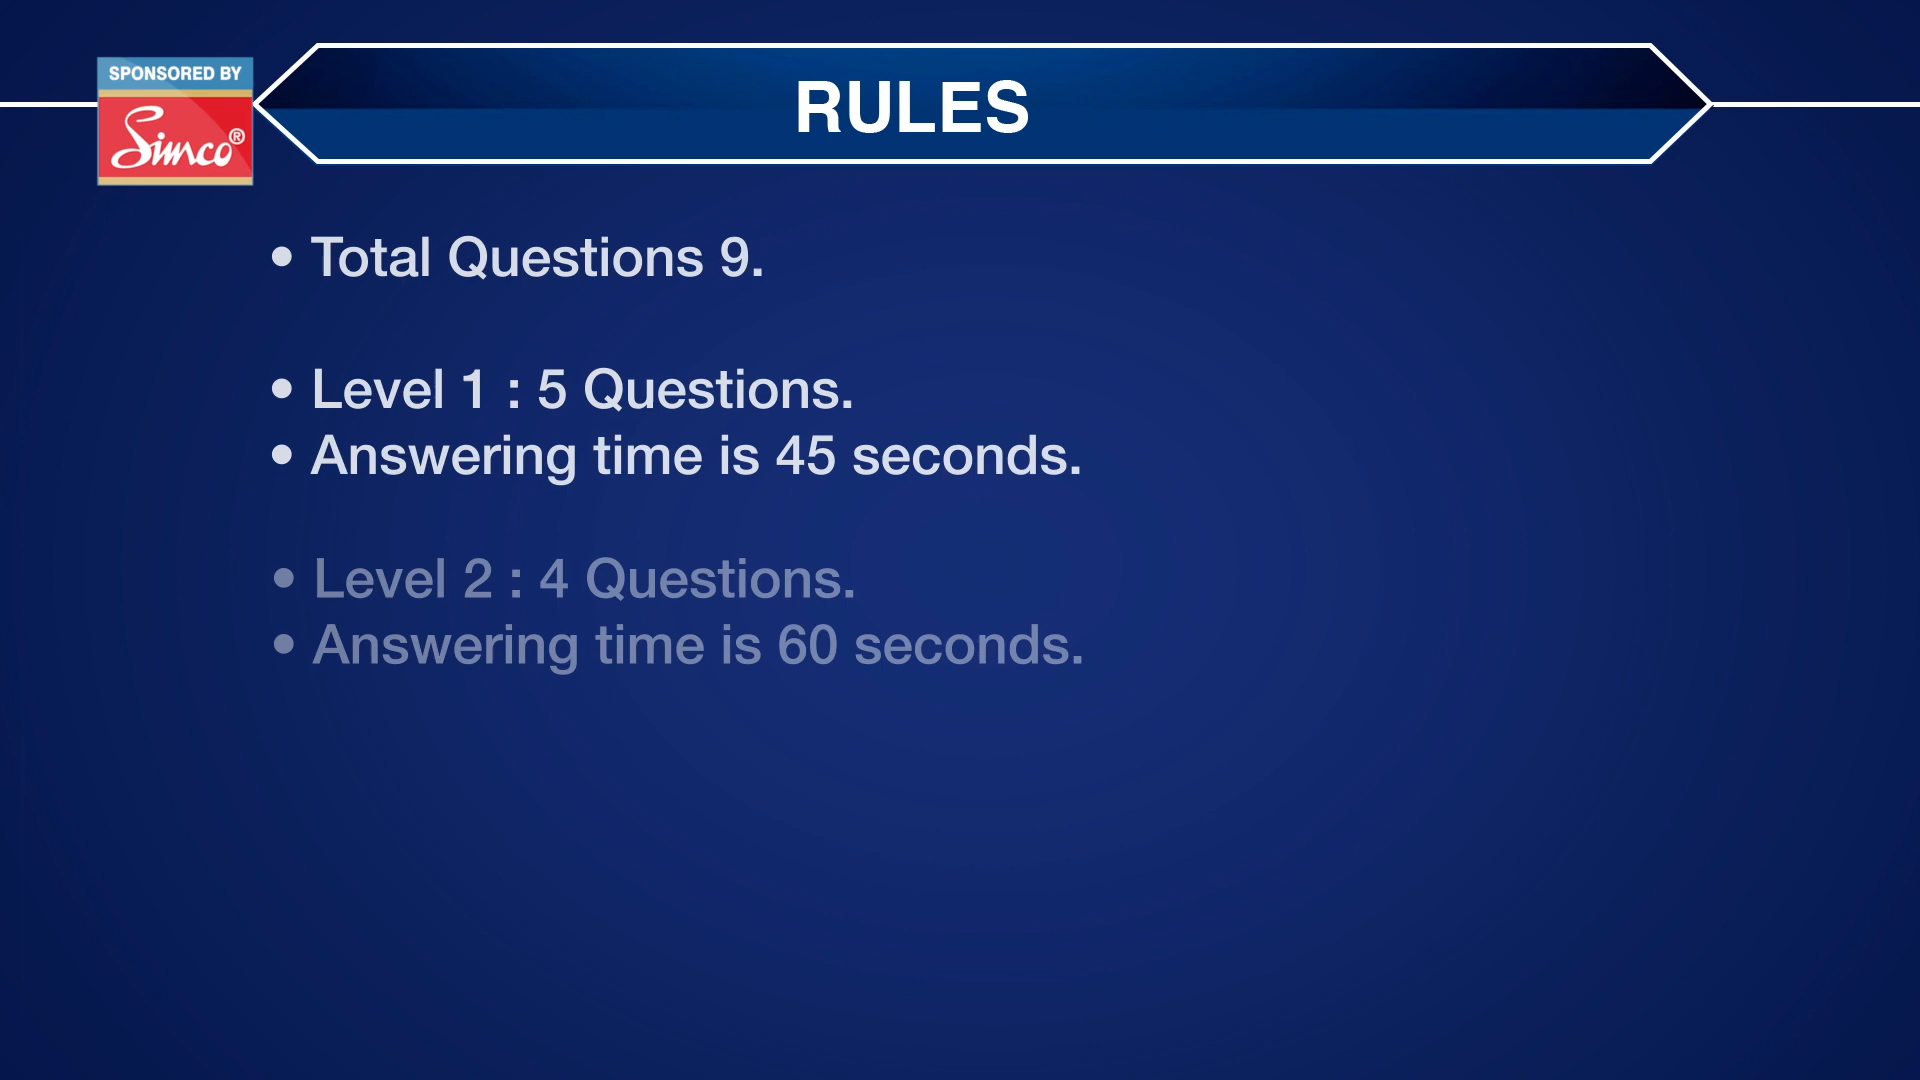 SPONSORED BY
Simco®
RULES
• Total Questions 9.
• Level 1 : 5 Questions.
• Answering time is 45 seconds.
• Level 2 : 4 Questions.
• Answering time is 60 seconds.